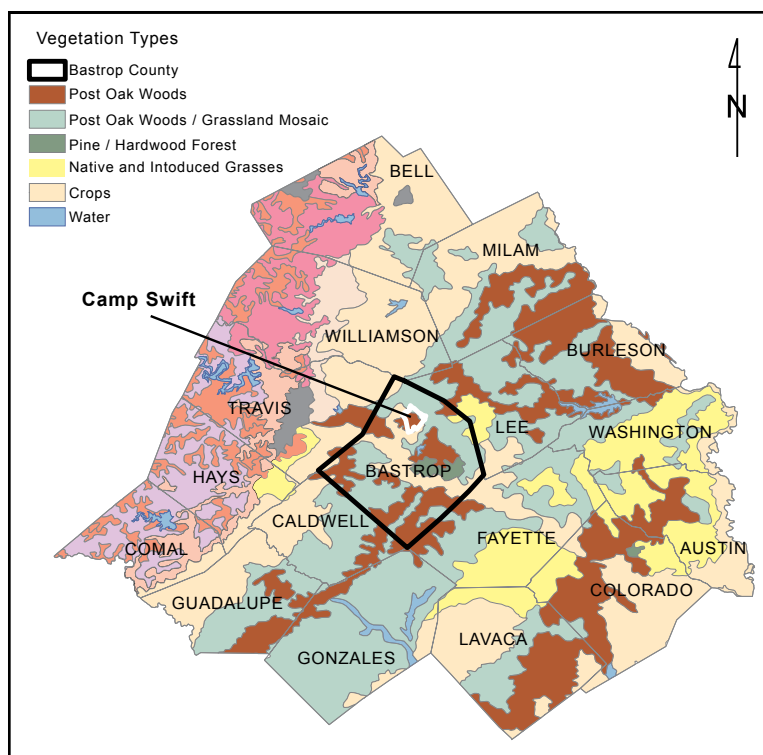 Vegetation Types
Bastrop County
Post Oak Woods
Post Oak Woods / Grassland Mosaic
Pine / Hardwood Forest
Native and Intoduced Grasses
Crops
Water
N
BELL
MILAM
Camp Swift
WILLIAMSON
BURLESON
TRAVIS
LEE
WASHINGTON
BASTROP
HAYS
CALDWELL
FAYETTE
COMAL
AUSTIN
COLORADO
GUADALUPE
LAVACA
GONZALES